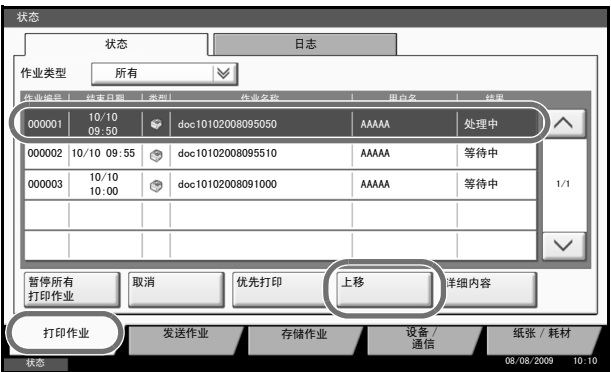 状态
状态 日志
作业类型 所有
作业编号 结束日期 类型 作业名称 用户名 结果
000001 10/10 09:50 doc10102008095050 AAAAA 处理中
000002 10/10 09:55 doc10102008095510 AAAAA 等待中
000003 10/10 10:00 doc10102008091000 AAAAA 等待中
1/1
暂停所有
打印作业
取消 优先打印 上移 详细内容
打印作业 发送作业 存储作业 设备 /
通信
纸张 / 耗材
状态 08/08/2009 10:10